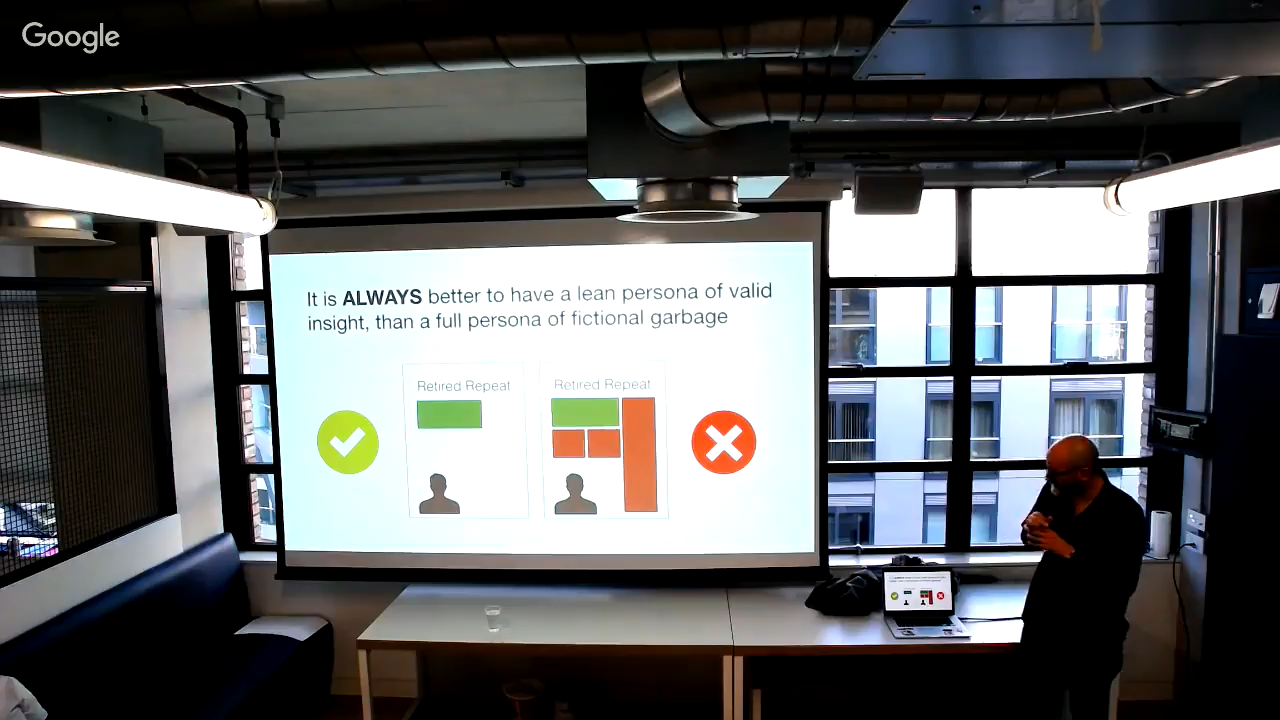 Google
It is ALWAYS better to have a lean persona of valid
insight, than a full persona of fictional garbage
Retired Repeat
Retired Repeat